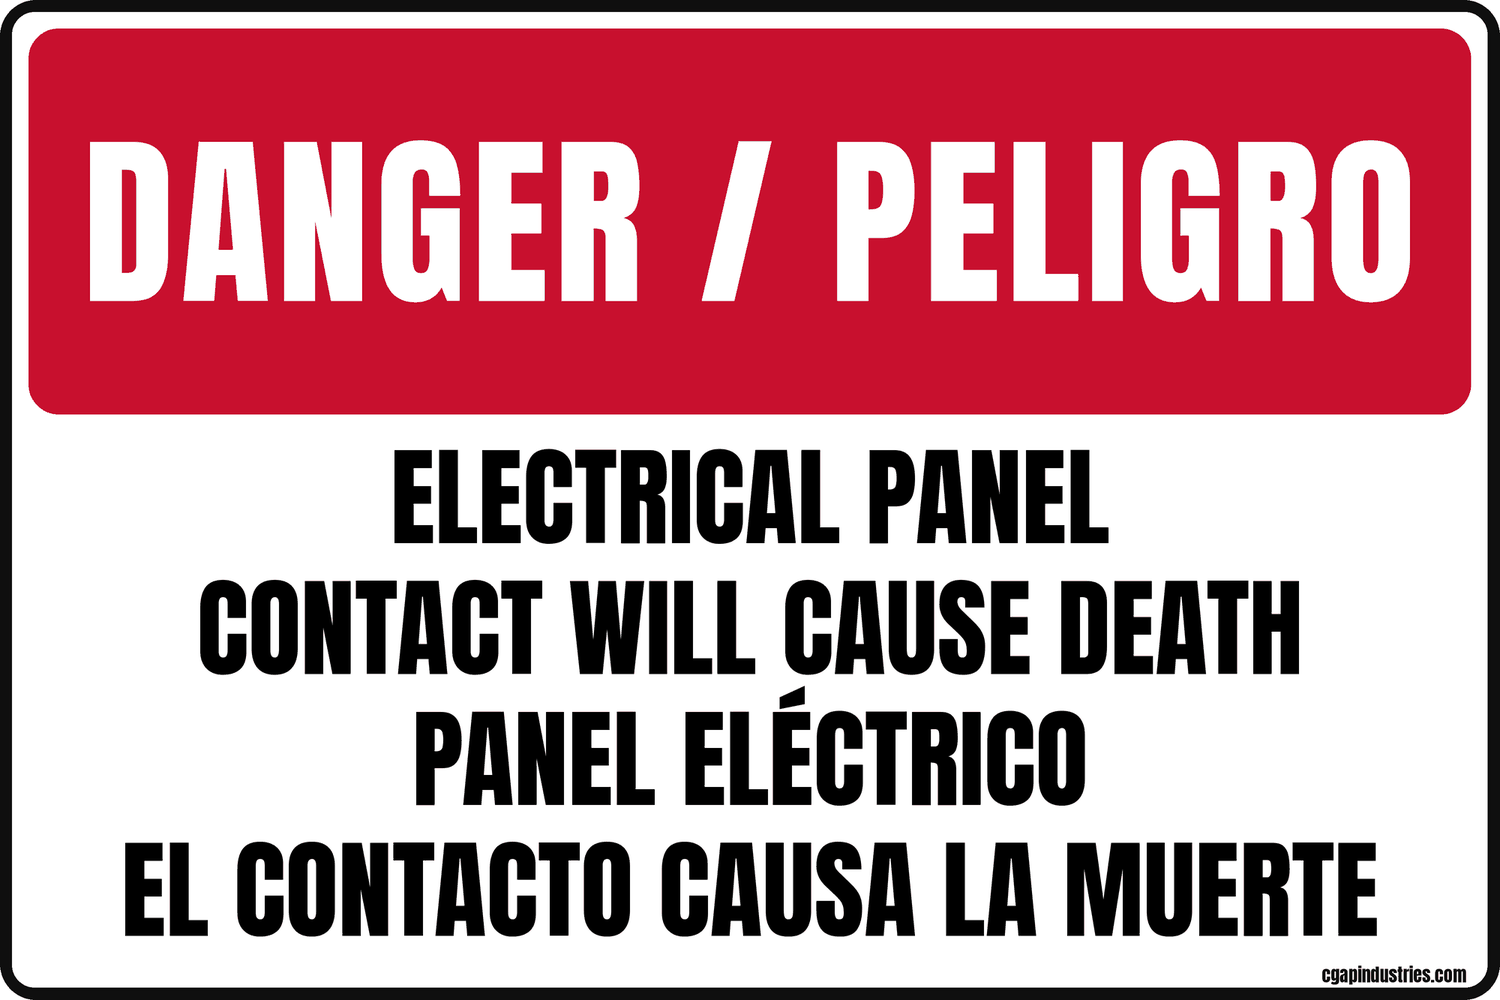 DANGER / PELIGRO
ELECTRICAL PANEL
CONTACT WILL CAUSE DEATH
PANEL ELÉCTRICO
EL CONTACTO CAUSA LA MUERTE
cgapindustries.com